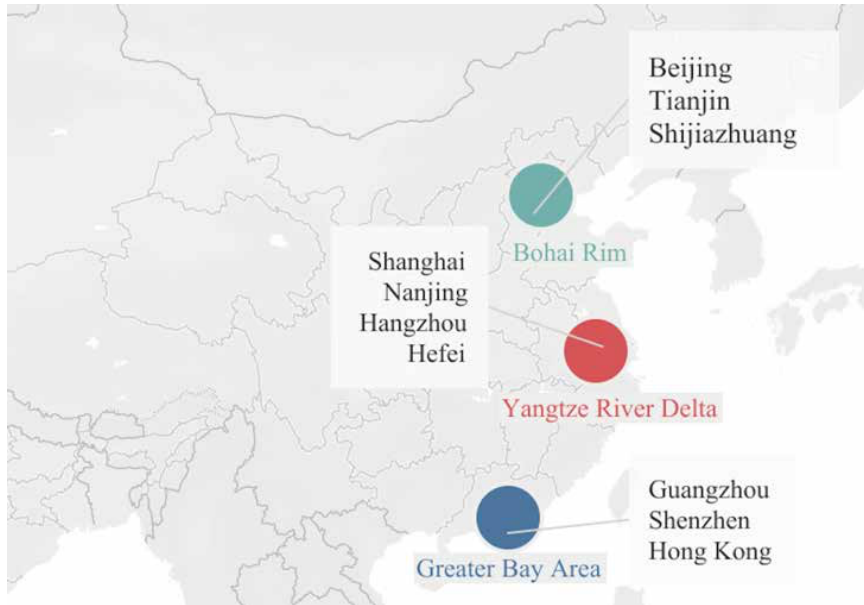 Beijing
Tianjin
Shijiazhuang
Bohai Rim
Shanghai
Nanjing
Hangzhou
Hefei
Yangtze River Delta
Guangzhou
Shenzhen
Hong Kong
Greater Bay Area